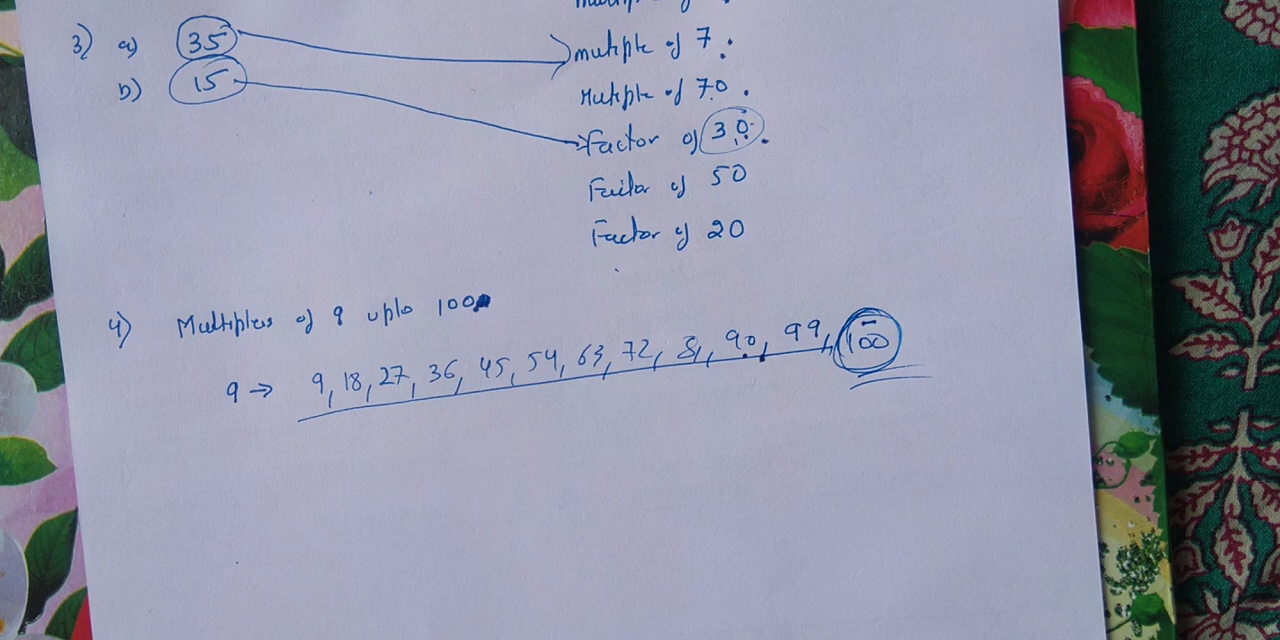 3) a) 35 multiple of 7
b) 15 Multiple of 70
Factor of 30
Factor of 50
Factor of 20
4) Multiples of 9 upto 100
9 → 9, 18, 27, 36, 45, 54, 63, 72, 81, 90, 99, 100